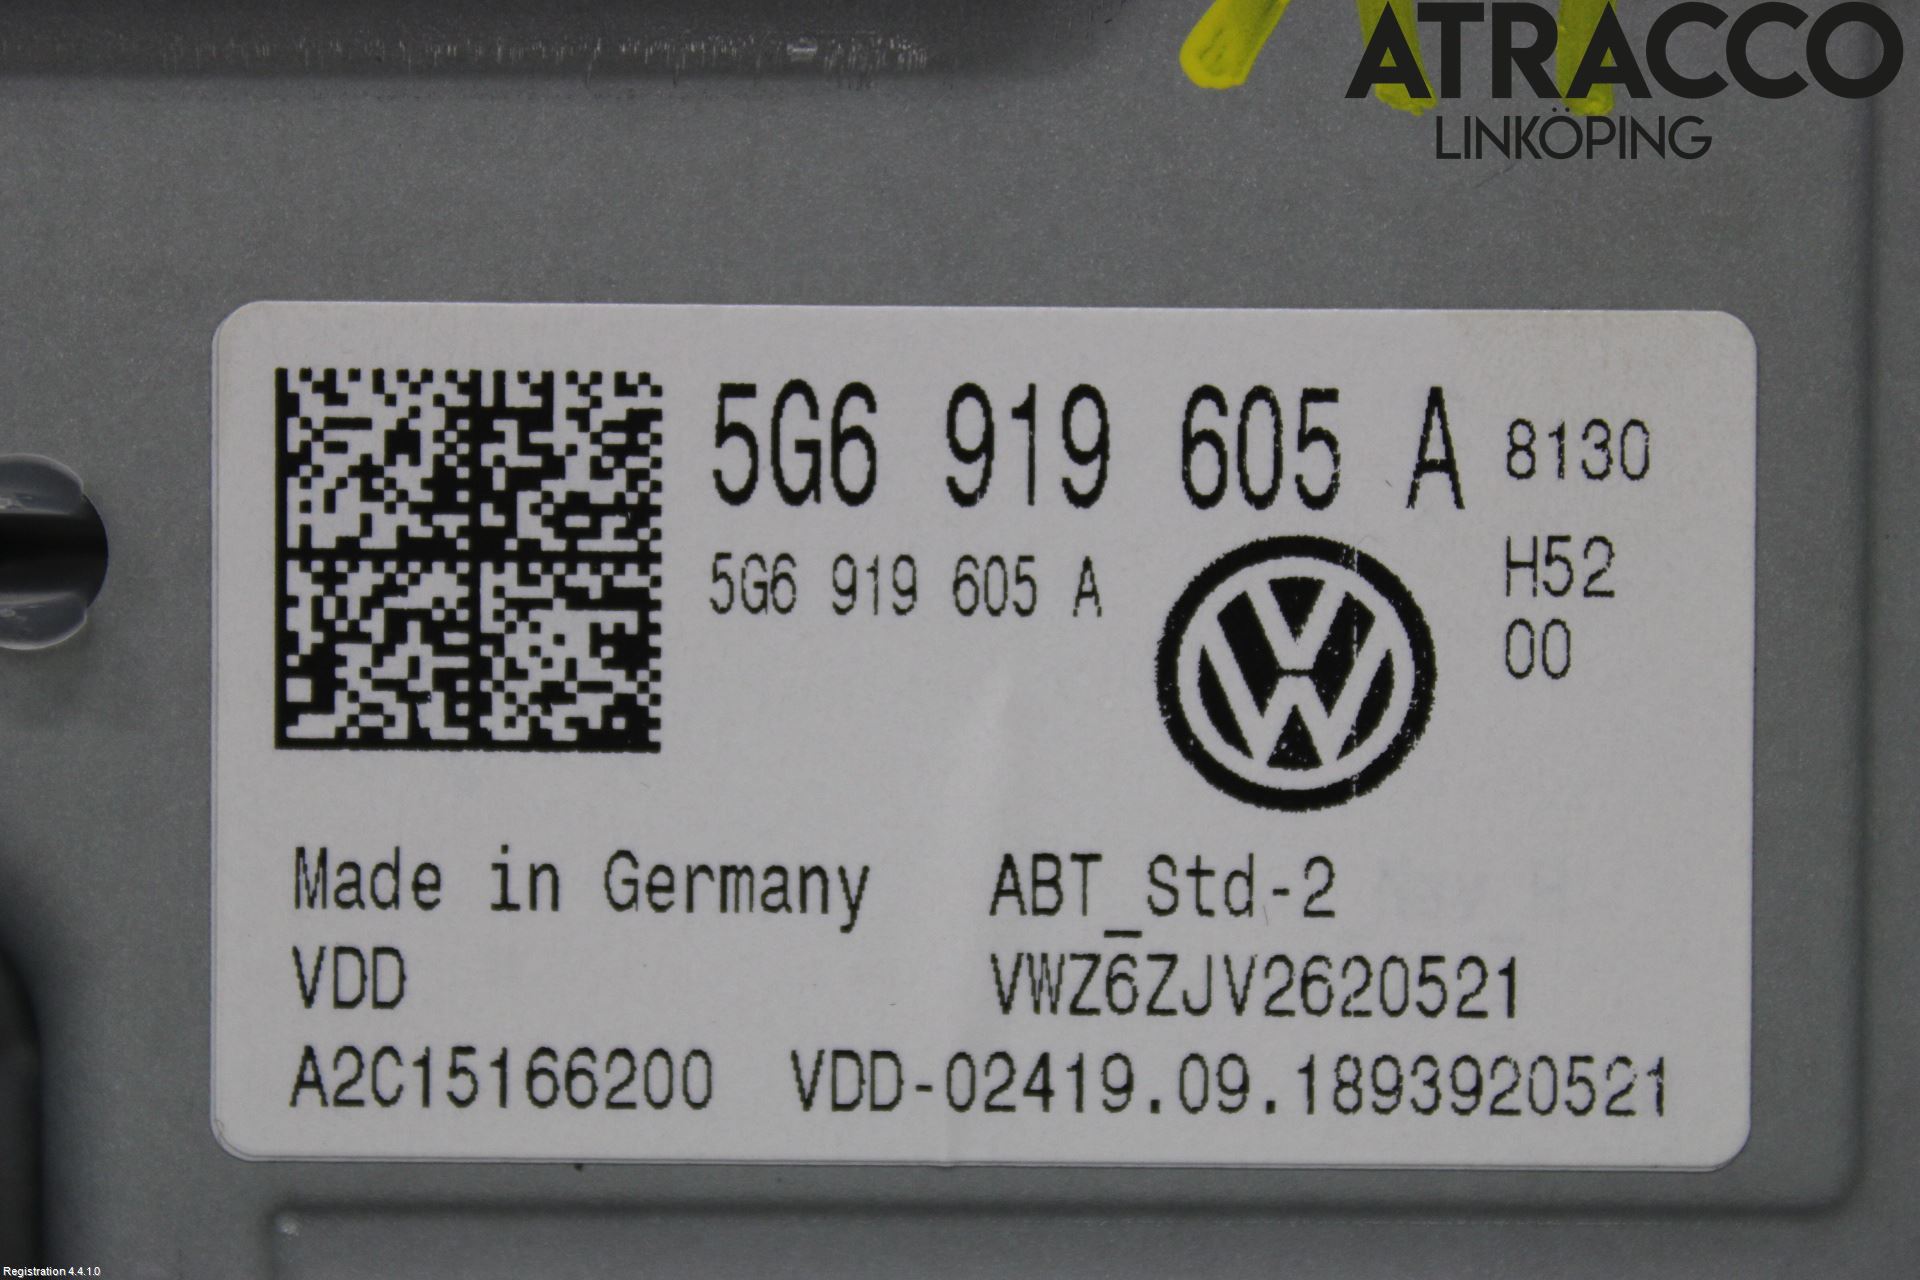 ATRACCO
LINKÖPING
5G6 919 605 A 8130
5G6 919 605 A H52
00
Made in Germany ABT_Std-2
VDD VWZ6ZJV2620521
A2C15166200 VDD-02419.09.1893920521
Registration 4.4.1.0